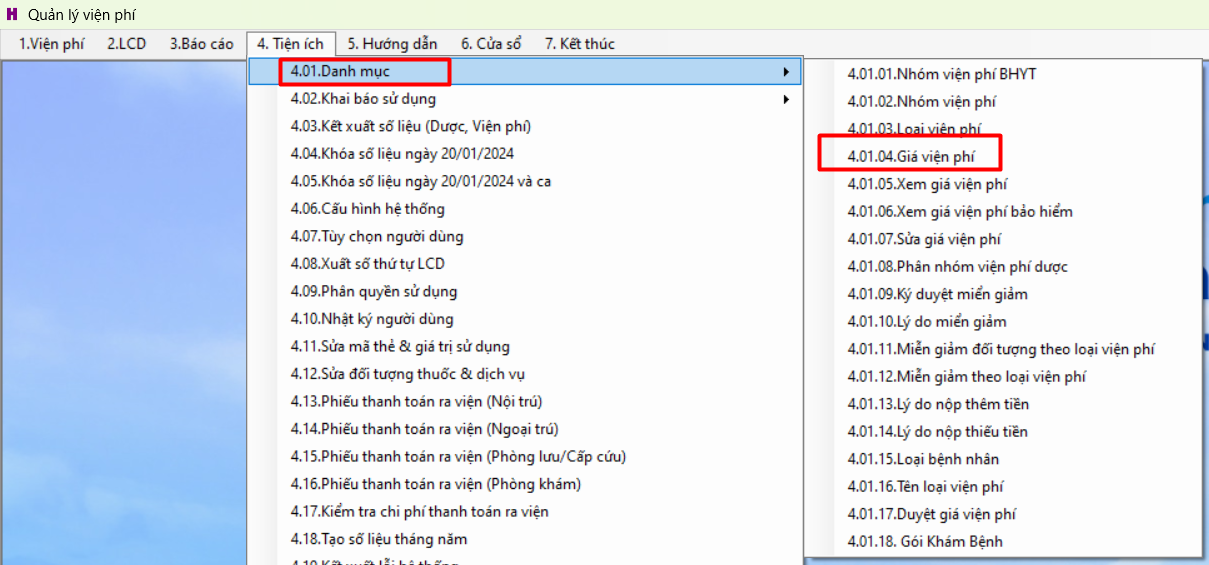 Quản lý viện phí
1.Viện phí 2.LCD 3.Báo cáo 4. Tiện ích 5. Hướng dẫn 6. Cửa sổ 7. Kết thúc
4.01.Danh mục
4.02.Khai báo sử dụng
4.03.Kết xuất số liệu (Dược, Viện phí)
4.04.Khóa số liệu ngày 20/01/2024
4.05.Khóa số liệu ngày 20/01/2024 và ca
4.06.Cấu hình hệ thống
4.07.Tùy chọn người dùng
4.08.Xuất số thứ tự LCD
4.09.Phân quyền sử dụng
4.10.Nhật ký người dùng
4.11.Sửa mã thẻ & giá trị sử dụng
4.12.Sửa đối tượng thuốc & dịch vụ
4.13.Phiếu thanh toán ra viện (Nội trú)
4.14.Phiếu thanh toán ra viện (Ngoại trú)
4.15.Phiếu thanh toán ra viện (Phòng lưu/Cấp cứu)
4.16.Phiếu thanh toán ra viện (Phòng khám)
4.17.Kiểm tra chi phí thanh toán ra viện
4.18.Tạo số liệu tháng năm
4.19.Kết xuất lỗi hệ thống
4.01.01.Nhóm viện phí BHYT
4.01.02.Nhóm viện phí
4.01.03.Loại viện phí
4.01.04.Giá viện phí
4.01.05.Xem giá viện phí
4.01.06.Xem giá viện phí bảo hiểm
4.01.07.Sửa giá viện phí
4.01.08.Phân nhóm viện phí dược
4.01.09.Ký duyệt miển giảm
4.01.10.Lý do miển giảm
4.01.11.Miễn giảm đối tượng theo loại viện phí
4.01.12.Miễn giảm theo loại viện phí
4.01.13.Lý do nộp thêm tiền
4.01.14.Lý do nộp thiếu tiền
4.01.15.Loại bệnh nhân
4.01.16.Tên loại viện phí
4.01.17.Duyệt giá viện phí
4.01.18. Gói Khám Bệnh